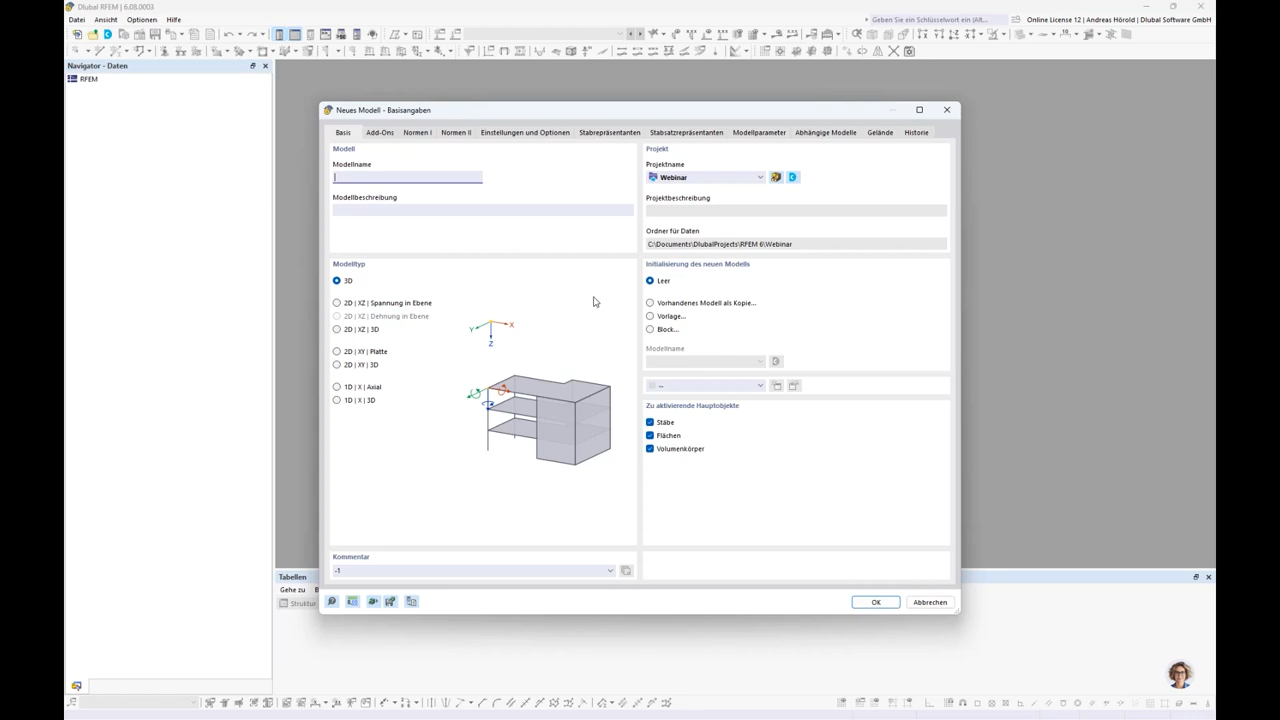 Dlubal RFEM | 6.08.0003
Datei Ansicht Optionen Hilfe
Geben Sie ein Schlüsselwort ein (Alt... Online License 12 | Andreas Hörold | Dlubal Software GmbH
Navigator - Daten
RFEM
Neues Modell - Basisangaben
Basis Add-Ons Normen I Normen II Einstellungen und Optionen Stabrepräsentanten Stabsatzrepräsentanten Modellparameter Abhängige Modelle Gelände Historie
Modell
Modellname
Modellbeschreibung
Projekt
Projektname
Webinar
Projektbeschreibung
Ordner für Daten
C:\Documents\DlubalProjects\RFEM 6\Webinar
Modelltyp
3D
2D | XZ | Spannung in Ebene
2D | XZ | Dehnung in Ebene
2D | XZ | 3D
2D | XY | Platte
2D | XY | 3D
1D | X | Axial
1D | X | 3D
Y X
Z
Initialisierung des neuen Modells
Leer
Vorhandenes Modell als Kopie...
Vorlage...
Block...
Modellname
--
Zu aktivierende Hauptobjekte
Stäbe
Flächen
Volumenkörper
Kommentar
-1
OK Abbrechen
Tabellen
Gehe zu
Struktur